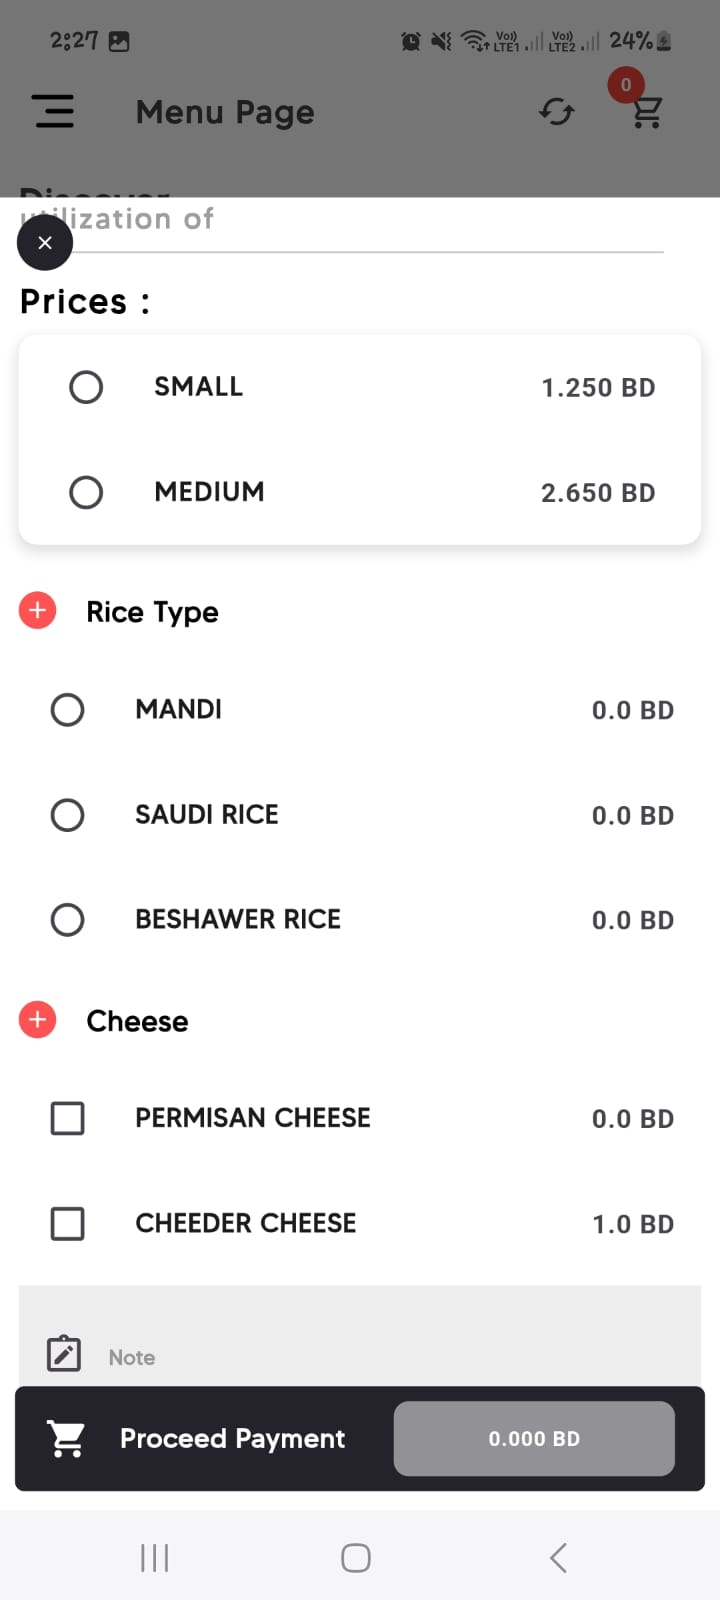 2:27
Vo)) LTE1 Vo)) LTE2 24%
0
Menu Page
Discover
utilization of
Prices :
SMALL 1.250 BD
MEDIUM 2.650 BD
Rice Type
MANDI 0.0 BD
SAUDI RICE 0.0 BD
BESHAWER RICE 0.0 BD
Cheese
PERMISAN CHEESE 0.0 BD
CHEEDER CHEESE 1.0 BD
Note
Proceed Payment 0.000 BD